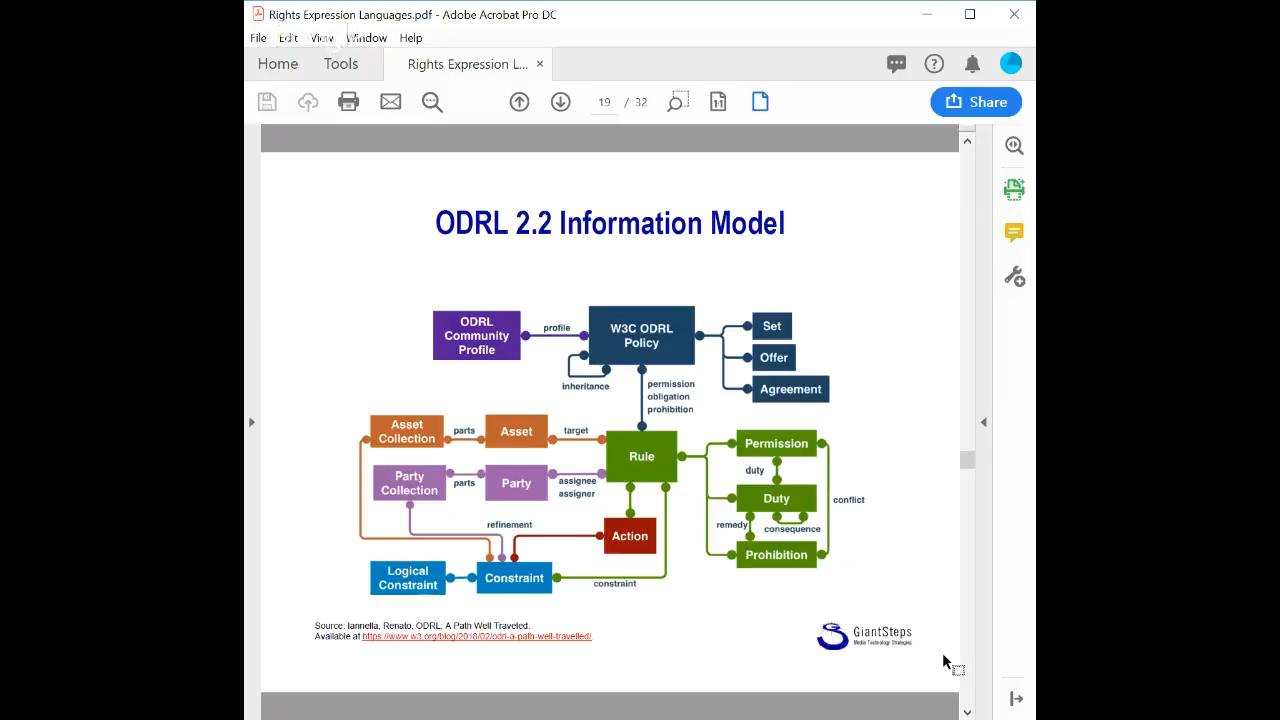 Rights Expression Languages.pdf - Adobe Acrobat Pro DC
File Edit View Window Help
Home Tools Rights Expression L... ×
19 / 32
Share
ODRL 2.2 Information Model
ODRL
Community
Profile
profile
W3C ODRL
Policy
Set
Offer
Agreement
inheritance
permission
obligation
prohibition
Asset
Collection
parts
Asset
target
Rule
Party
Collection
parts
Party
assignee
assigner
Permission
duty
Duty
conflict
remedy
consequence
Prohibition
refinement
Action
Logical
Constraint
Constraint
constraint
Source: Iannella, Renato, ODRL: A Path Well Traveled.
Available at https://www.w3.org/blog/2018/02/odrl-a-path-well-travelled/.
GiantSteps
Media Technology Strategies